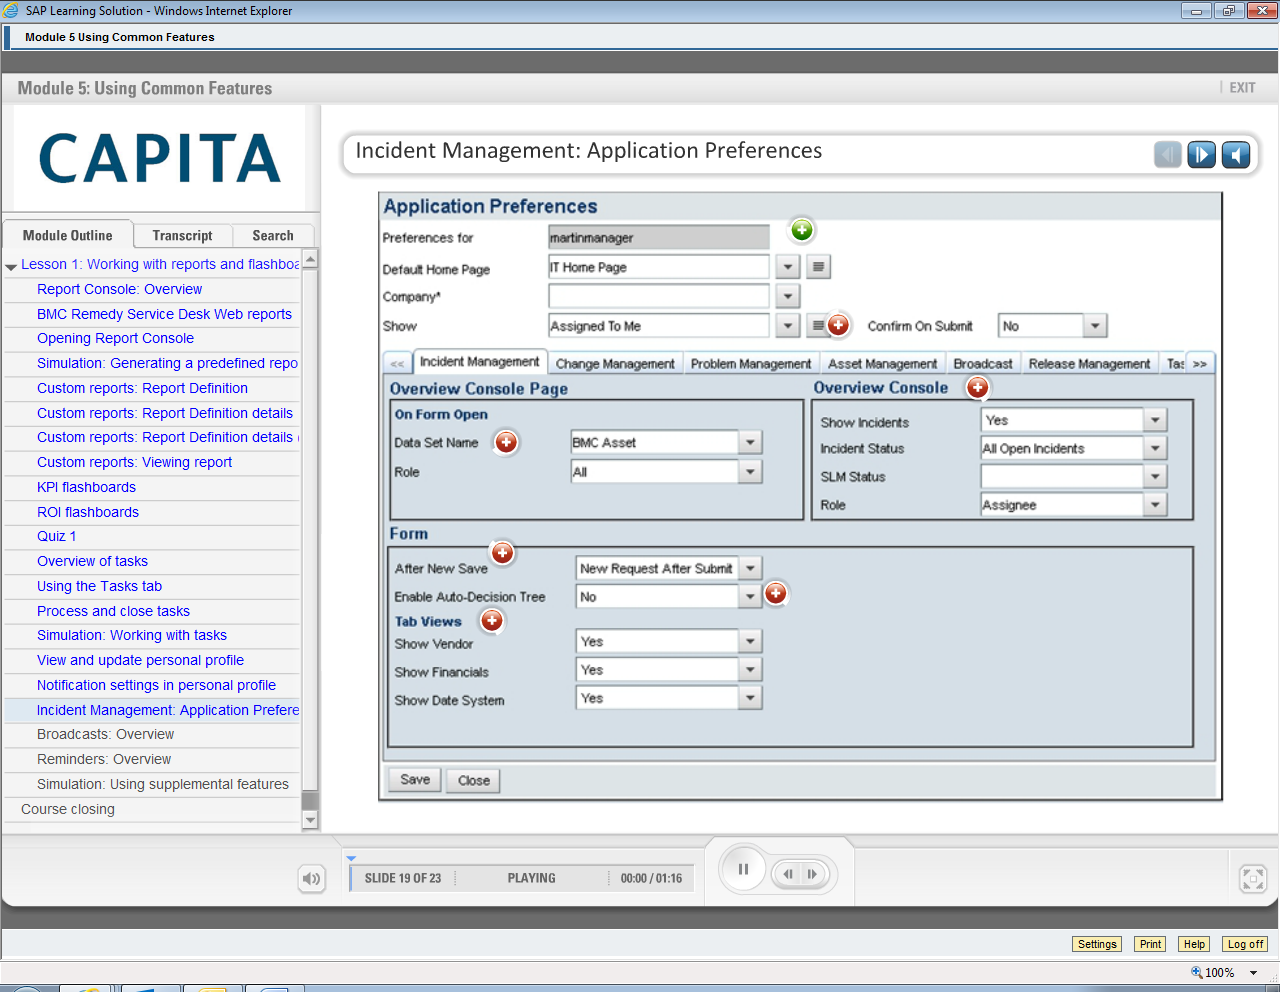 SAP Learning Solution - Windows Internet Explorer
Module 5 Using Common Features
Module 5: Using Common Features
EXIT
CAPITA
Module Outline
Transcript
Search
Lesson 1: Working with reports and flashboa
Report Console: Overview
BMC Remedy Service Desk Web reports
Opening Report Console
Simulation: Generating a predefined repo
Custom reports: Report Definition
Custom reports: Report Definition details
Custom reports: Report Definition details (
Custom reports: Viewing report
KPI flashboards
ROI flashboards
Quiz 1
Overview of tasks
Using the Tasks tab
Process and close tasks
Simulation: Working with tasks
View and update personal profile
Notification settings in personal profile
Incident Management: Application Prefere
Broadcasts: Overview
Reminders: Overview
Simulation: Using supplemental features
Course closing
Incident Management: Application Preferences
Application Preferences
Preferences for martinmanager
Default Home Page IT Home Page
Company*
Show Assigned To Me Confirm On Submit No
<< Incident Management Change Management Problem Management Asset Management Broadcast Release Management Tas >>
Overview Console Page
On Form Open
Data Set Name BMC Asset
Role All
Overview Console
Show Incidents Yes
Incident Status All Open Incidents
SLM Status
Role Assignee
Form
After New Save New Request After Submit
Enable Auto-Decision Tree No
Tab Views
Show Vendor Yes
Show Financials Yes
Show Date System Yes
Save Close
SLIDE 19 OF 23 PLAYING 00:00 / 01:16
Settings Print Help Log off
100%